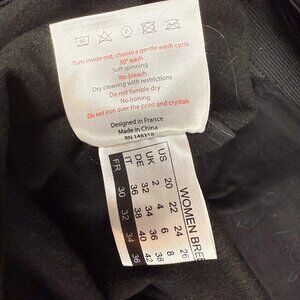 Turn inside out, choose a gentle wash cycle
30° wash
Soft spinning
No bleach
Dry cleaning with restrictions
Do not tumble dry
No ironing
Do not iron over the print and crystals
Designed in France
Made in China
RN 148318
WOMEN BREE
US 20 22 24 26
UK 2 4 6 8
DE 32 34
IT 36 38 40 42
FR 30 32 34 36